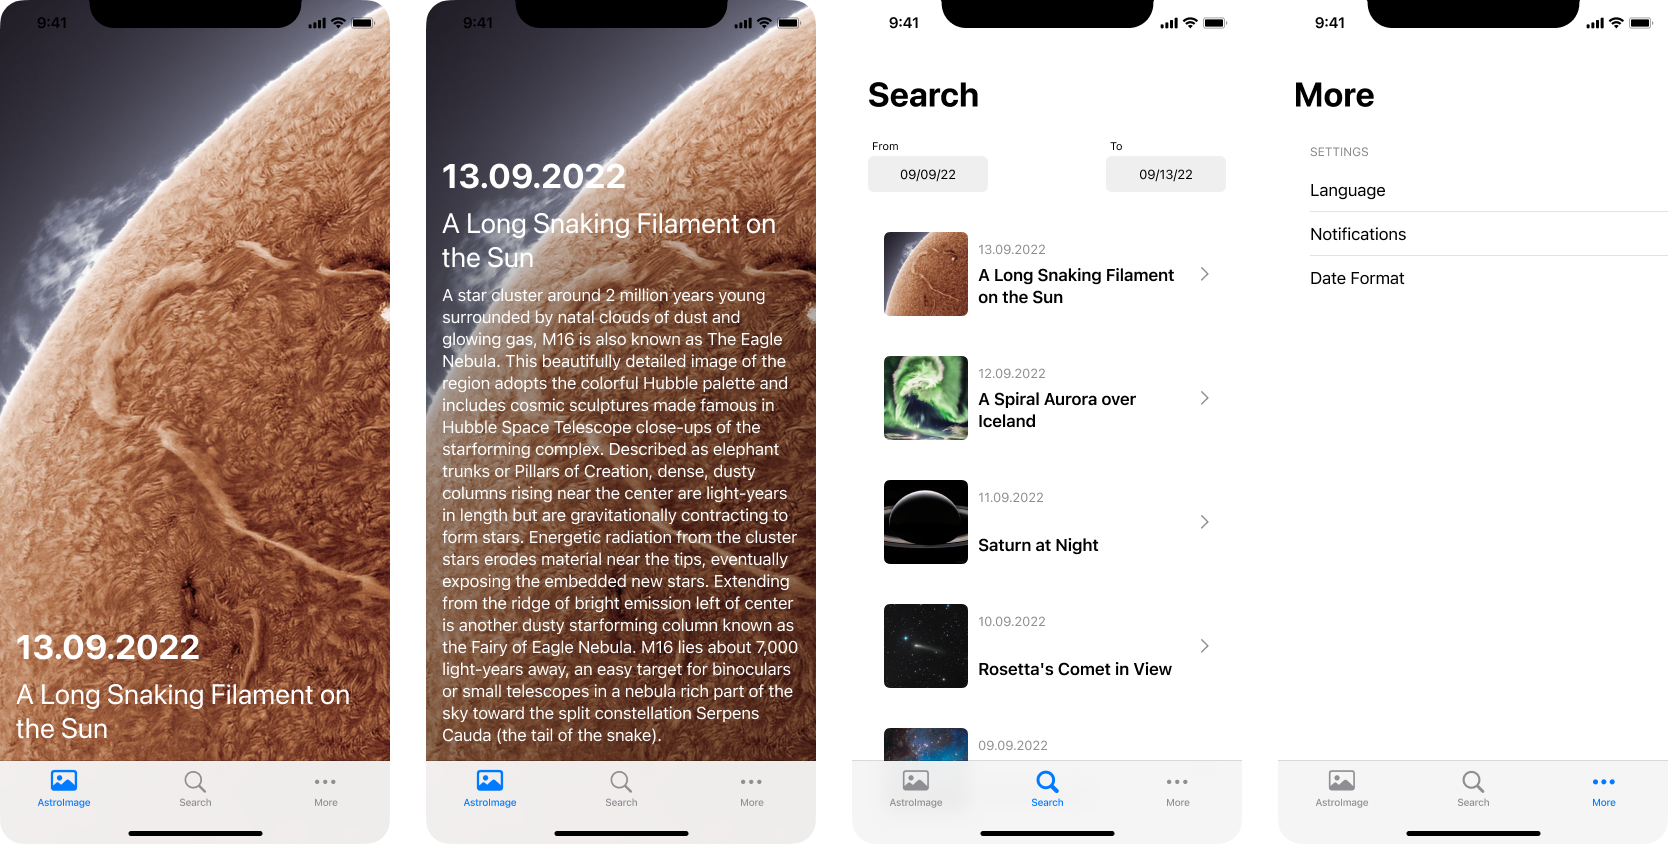 9:41
13.09.2022
A Long Snaking Filament on
the Sun
AstroImage
Search
More
9:41
13.09.2022
A Long Snaking Filament on
the Sun
A star cluster around 2 million years young
surrounded by natal clouds of dust and
glowing gas, M16 is also known as The Eagle
Nebula. This beautifully detailed image of the
region adopts the colorful Hubble palette and
includes cosmic sculptures made famous in
Hubble Space Telescope close-ups of the
starforming complex. Described as elephant
trunks or Pillars of Creation, dense, dusty
columns rising near the center are light-years
in length but are gravitationally contracting to
form stars. Energetic radiation from the cluster
stars erodes material near the tips, eventually
exposing the embedded new stars. Extending
from the ridge of bright emission left of center
is another dusty starforming column known as
the Fairy of Eagle Nebula. M16 lies about 7,000
light-years away, an easy target for binoculars
or small telescopes in a nebula rich part of the
sky toward the split constellation Serpens
Cauda (the tail of the snake).
AstroImage
Search
More
9:41
Search
From
To
09/09/22
09/13/22
13.09.2022
A Long Snaking Filament
on the Sun
12.09.2022
A Spiral Aurora over
Iceland
11.09.2022
Saturn at Night
10.09.2022
Rosetta's Comet in View
09.09.2022
AstroImage
Search
More
9:41
More
SETTINGS
Language
Notifications
Date Format
AstroImage
Search
More